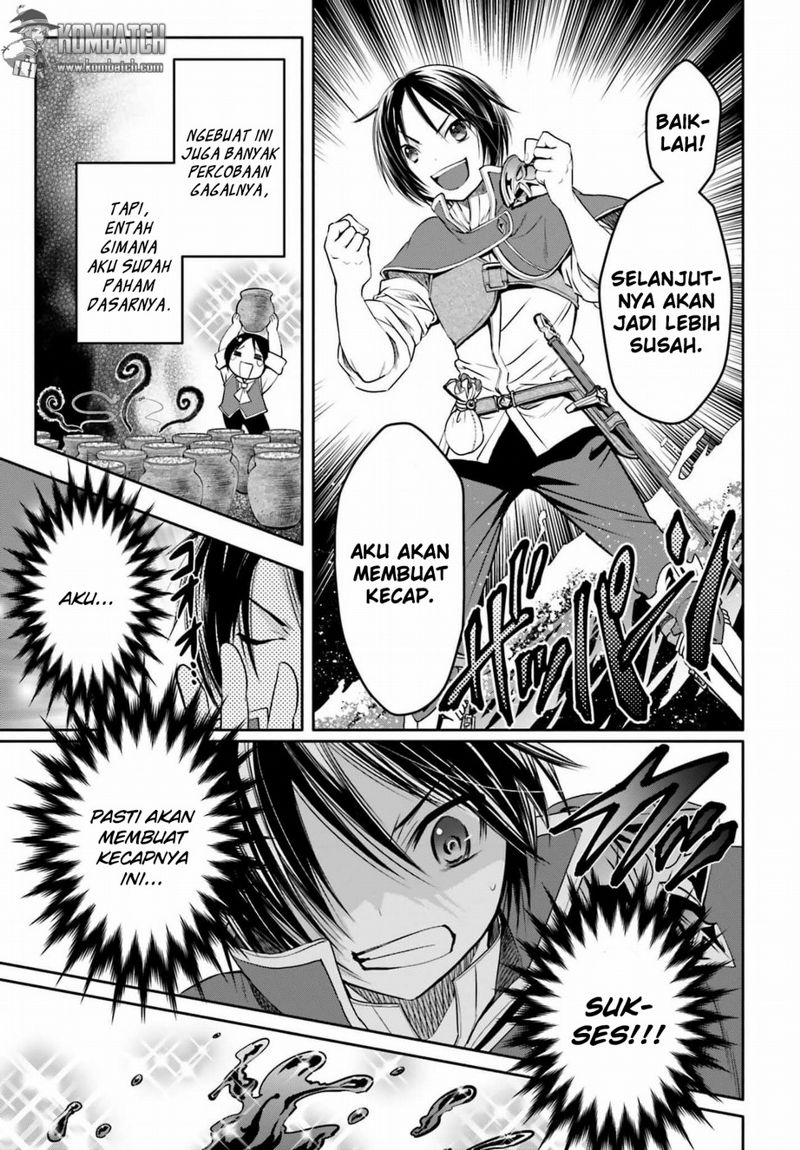 KOMBATCH
www.kombatch.com
BAIK-
LAH!
SELANJUT-
NYA AKAN
JADI LEBIH
SUSAH.
AKU AKAN
MEMBUAT
KECAP.
NGEBUAT INI
JUGA BANYAK
PERCOBAAN
GAGALNYA,
TAPI,
ENTAH
GIMANA
AKU SUDAH
PAHAM
DASARNYA.
AKU...
PASTI AKAN
MEMBUAT
KECAPNYA
INI...
SUK-
SES!!!